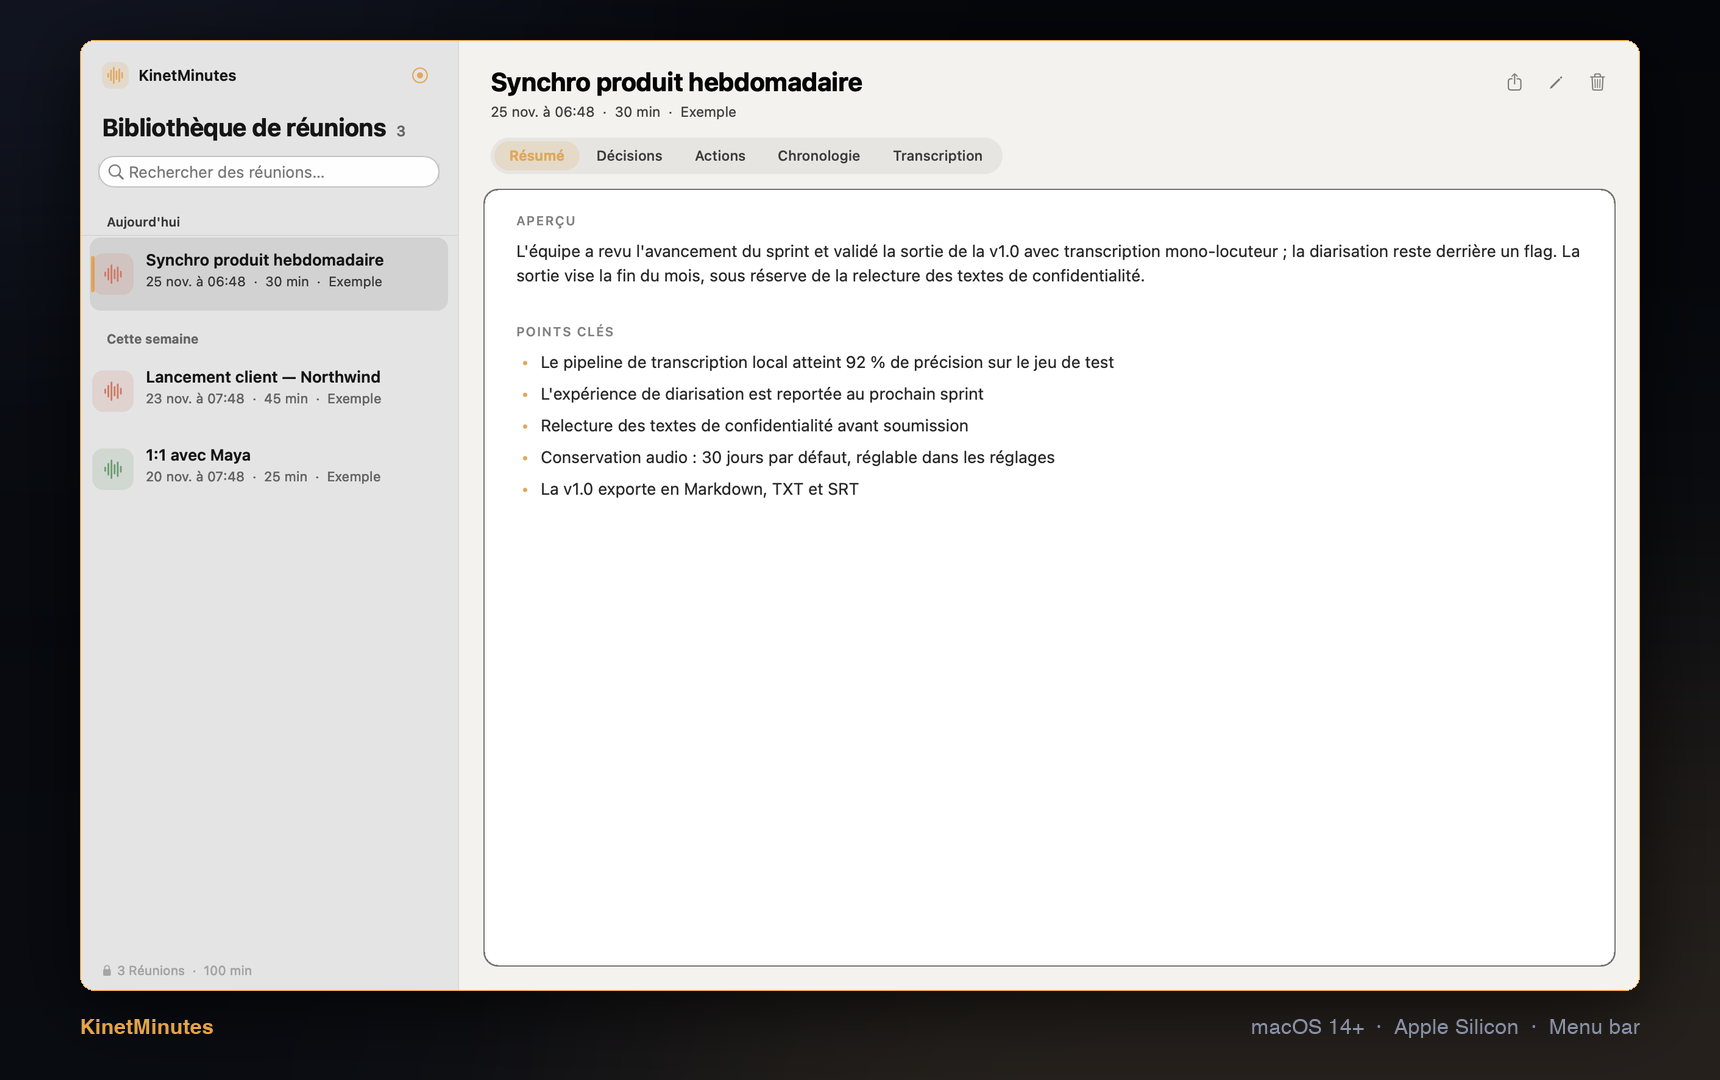 KinetMinutes
Bibliothèque de réunions 3
Rechercher des réunions...
Aujourd'hui
Synchro produit hebdomadaire
25 nov. à 06:48 · 30 min · Exemple
Cette semaine
Lancement client — Northwind
23 nov. à 07:48 · 45 min · Exemple
1:1 avec Maya
20 nov. à 07:48 · 25 min · Exemple
3 Réunions · 100 min
Synchro produit hebdomadaire
25 nov. à 06:48 · 30 min · Exemple
Résumé Décisions Actions Chronologie Transcription
APERÇU
L'équipe a revu l'avancement du sprint et validé la sortie de la v1.0 avec transcription mono-locuteur ; la diarisation reste derrière un flag. La
sortie vise la fin du mois, sous réserve de la relecture des textes de confidentialité.
POINTS CLÉS
• Le pipeline de transcription local atteint 92 % de précision sur le jeu de test
• L'expérience de diarisation est reportée au prochain sprint
• Relecture des textes de confidentialité avant soumission
• Conservation audio : 30 jours par défaut, réglable dans les réglages
• La v1.0 exporte en Markdown, TXT et SRT
KinetMinutes
macOS 14+ · Apple Silicon · Menu bar